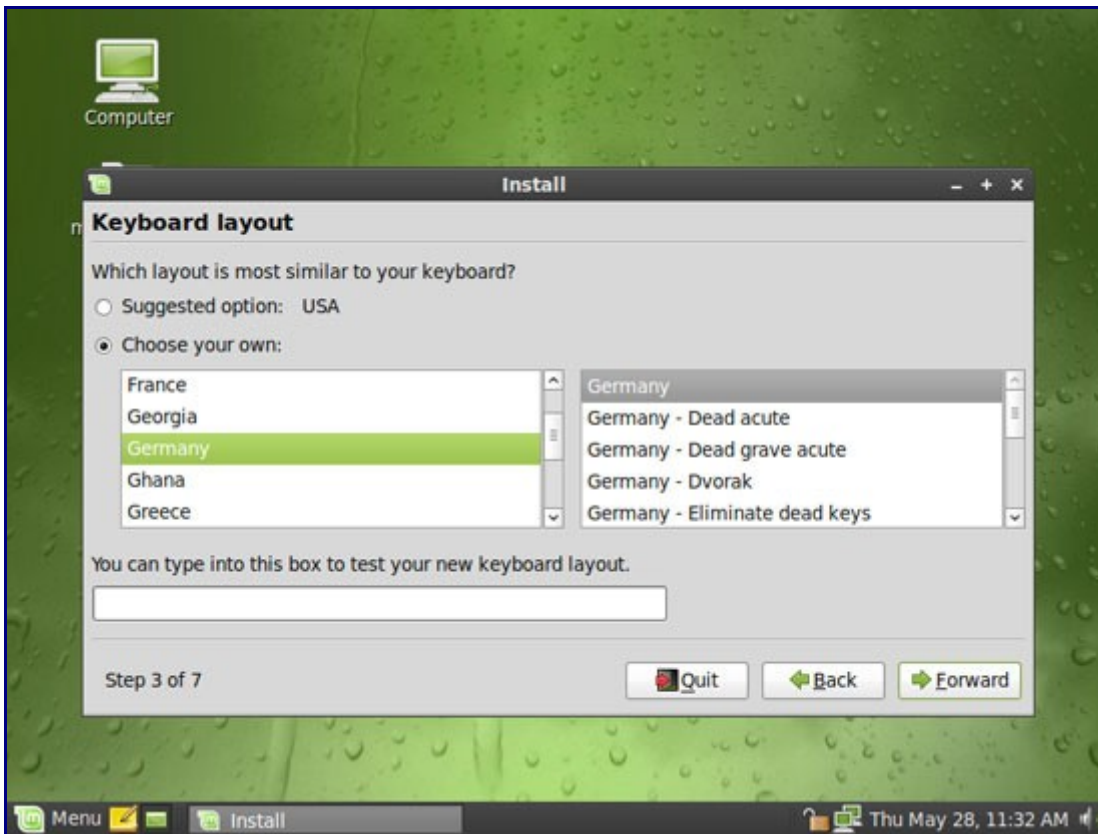 Computer
Install
m
Keyboard layout
Which layout is most similar to your keyboard?
Suggested option: USA
Choose your own:
France
Georgia
Germany
Ghana
Greece
Germany
Germany - Dead acute
Germany - Dead grave acute
Germany - Dvorak
Germany - Eliminate dead keys
You can type into this box to test your new keyboard layout.
Step 3 of 7
Quit
Back
Forward
Menu
Install
Thu May 28, 11:32 AM